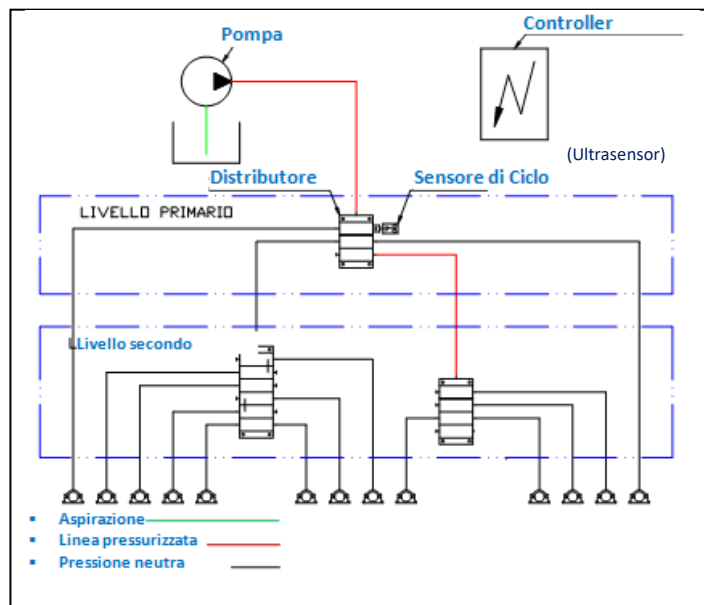 Pompa
Controller
(Ultrasensor)
Distributore
Sensore di Ciclo
LIVELLO PRIMARIO
LLivello secondo
Aspirazione
Linea pressurizzata
Pressione neutra